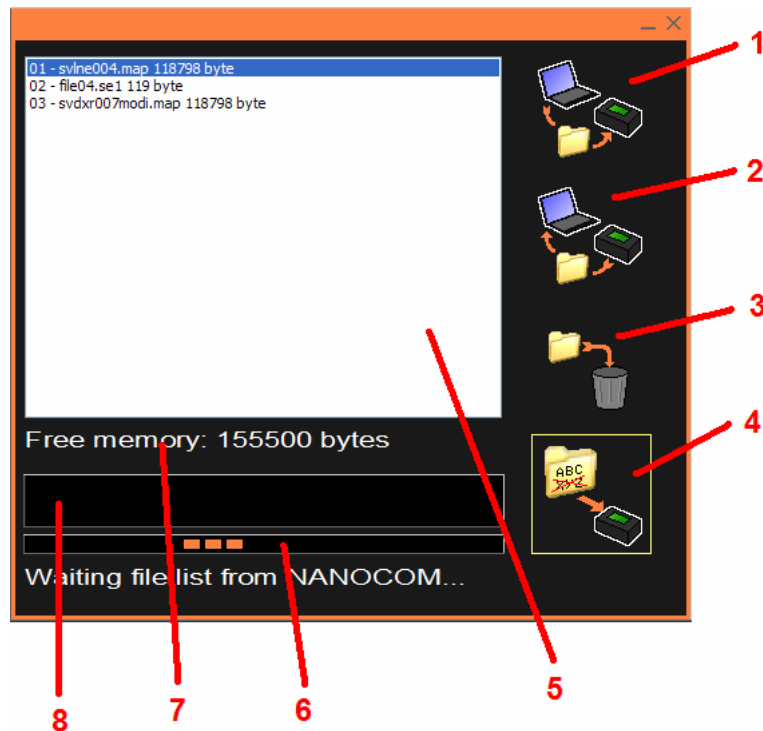 1
01 - svlne004.map 118798 byte
02 - file04.se1 119 byte
03 - svdxr007modi.map 118798 byte
2
3
4
Free memory: 155500 bytes
ABC
XYZ
Waiting file list from NANOCOM...
5
6
7
8